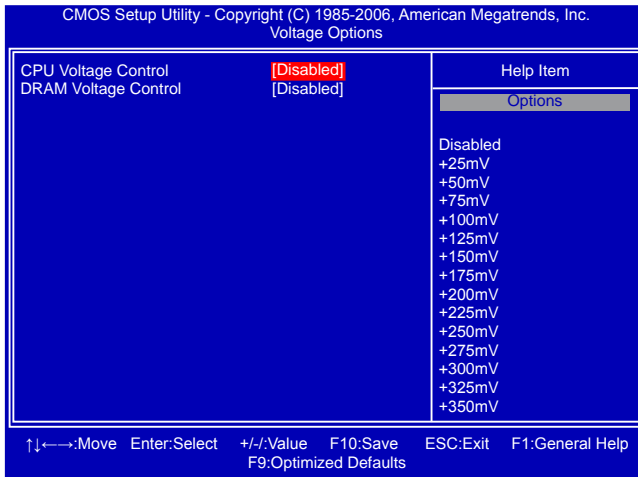 CMOS Setup Utility - Copyright (C) 1985-2006, American Megatrends, Inc.
Voltage Options
CPU Voltage Control [Disabled]
DRAM Voltage Control [Disabled]
Help Item
Options
Disabled
+25mV
+50mV
+75mV
+100mV
+125mV
+150mV
+175mV
+200mV
+225mV
+250mV
+275mV
+300mV
+325mV
+350mV
↑↓←→:Move Enter:Select +/-/:Value F10:Save ESC:Exit F1:General Help
F9:Optimized Defaults